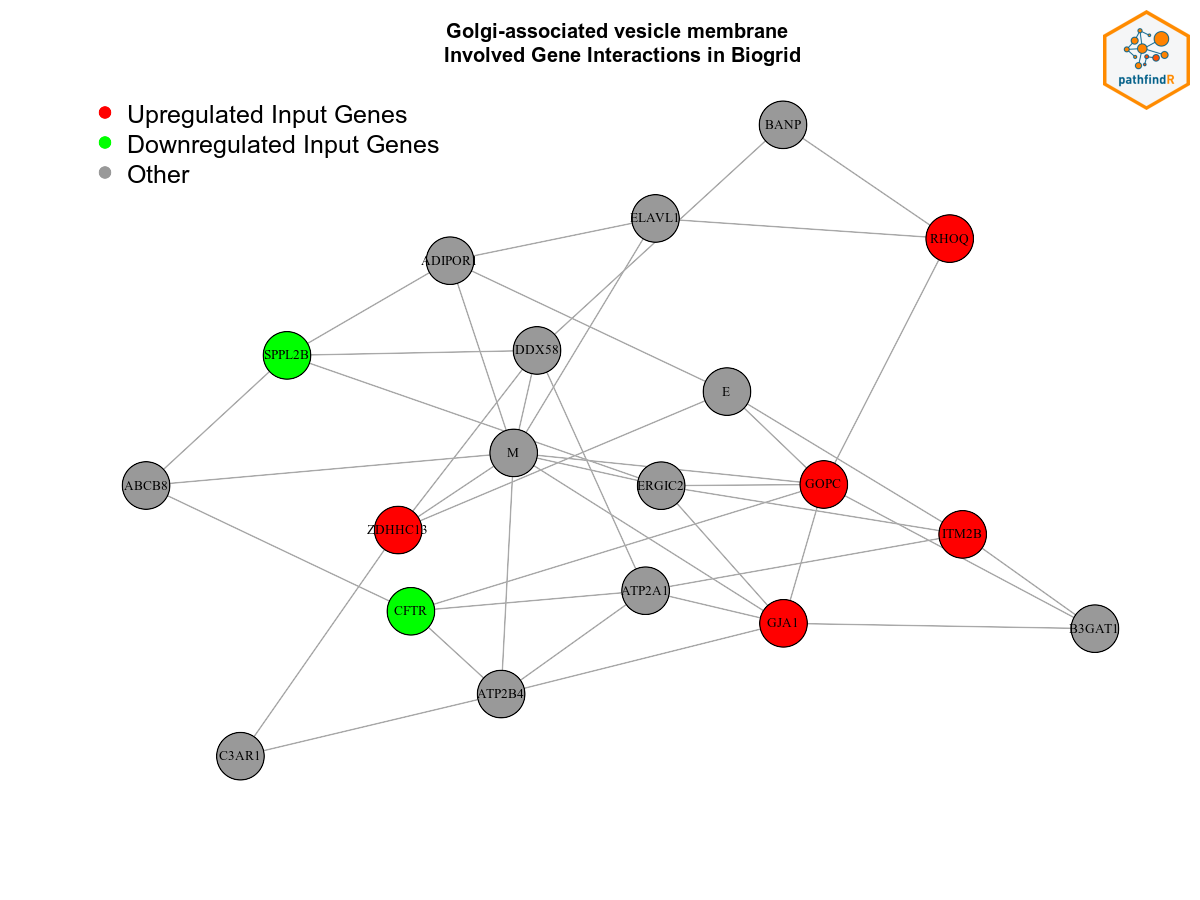 Golgi-associated vesicle membrane
Involved Gene Interactions in Biogrid
pathfindR
Upregulated Input Genes
Downregulated Input Genes
Other
BANP
ELAVL1
RHOQ
ADIPOR1
SPPL2B
DDX58
E
M
ABCB8
ERGIC2
GOPC
ZDHHC13
ITM2B
ATP2A1
CFTR
GJA1
B3GAT1
ATP2B4
C3AR1